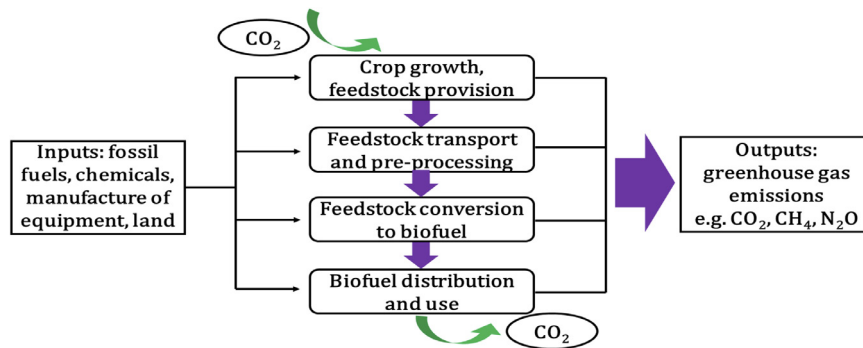 CO₂
Crop growth,
feedstock provision
Feedstock transport
and pre-processing
Feedstock conversion
to biofuel
Biofuel distribution
and use
CO₂
Inputs: fossil
fuels, chemicals,
manufacture of
equipment, land
Outputs:
greenhouse gas
emissions
e.g. CO₂, CH₄, N₂O